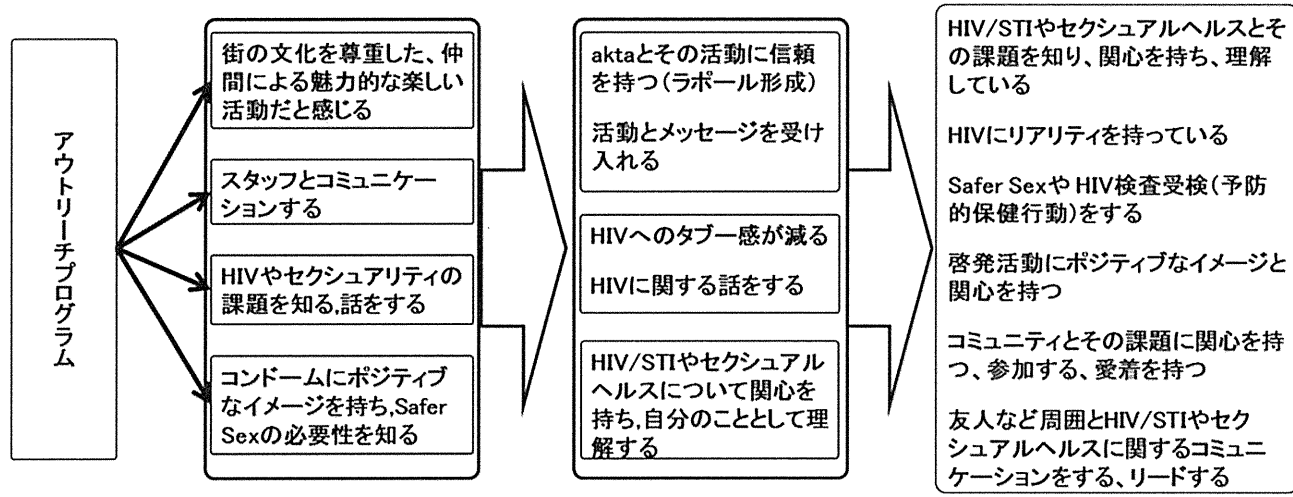 アウトリーチプログラム
街の文化を尊重した、仲
間による魅力的な楽しい
活動だと感じる
スタッフとコミュニケー
ションする
HIVやセクシュアリティの
課題を知る,話をする
コンドームにポジティブ
なイメージを持ち,Safer
Sexの必要性を知る
aktaとその活動に信頼
を持つ(ラポール形成)
活動とメッセージを受け
入れる
HIVへのタブー感が減る
HIVに関する話をする
HIV/STIやセクシュアル
ヘルスについて関心を
持ち,自分のこととして理
解する
HIV/STIやセクシュアルヘルスとそ
の課題を知り、関心を持ち、理解
している
HIVにリアリティを持っている
Safer SexやHIV検査受検(予防
的保健行動)をする
啓発活動にポジティブなイメージと
関心を持つ
コミュニティとその課題に関心を持
つ、参加する、愛着を持つ
友人など周囲とHIV/STIやセク
シュアルヘルスに関するコミュニ
ケーションをする、リードする